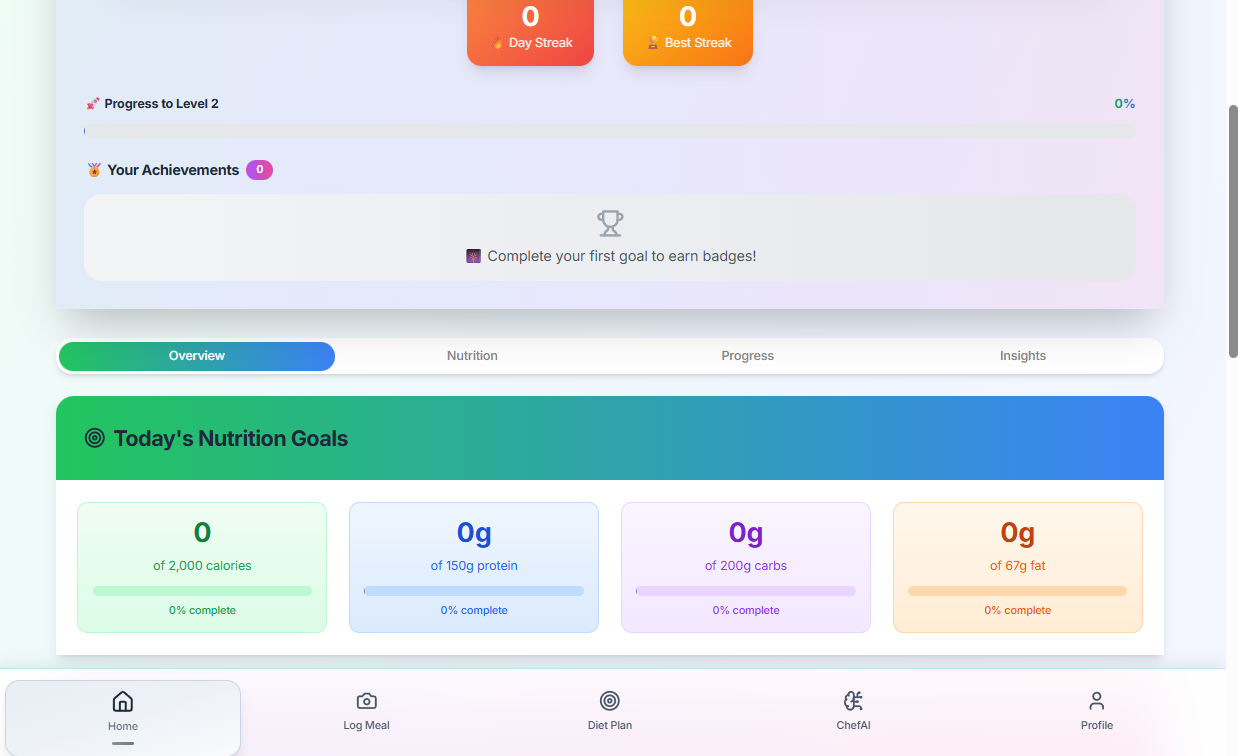 0
0
🔥 Day Streak
🏆 Best Streak
🚀 Progress to Level 2
0%
🏅 Your Achievements 0
🎆 Complete your first goal to earn badges!
Overview
Nutrition
Progress
Insights
Today's Nutrition Goals
0
of 2,000 calories
0% complete
0g
of 150g protein
0% complete
0g
of 200g carbs
0% complete
0g
of 67g fat
0% complete
Home
Log Meal
Diet Plan
ChefAI
Profile